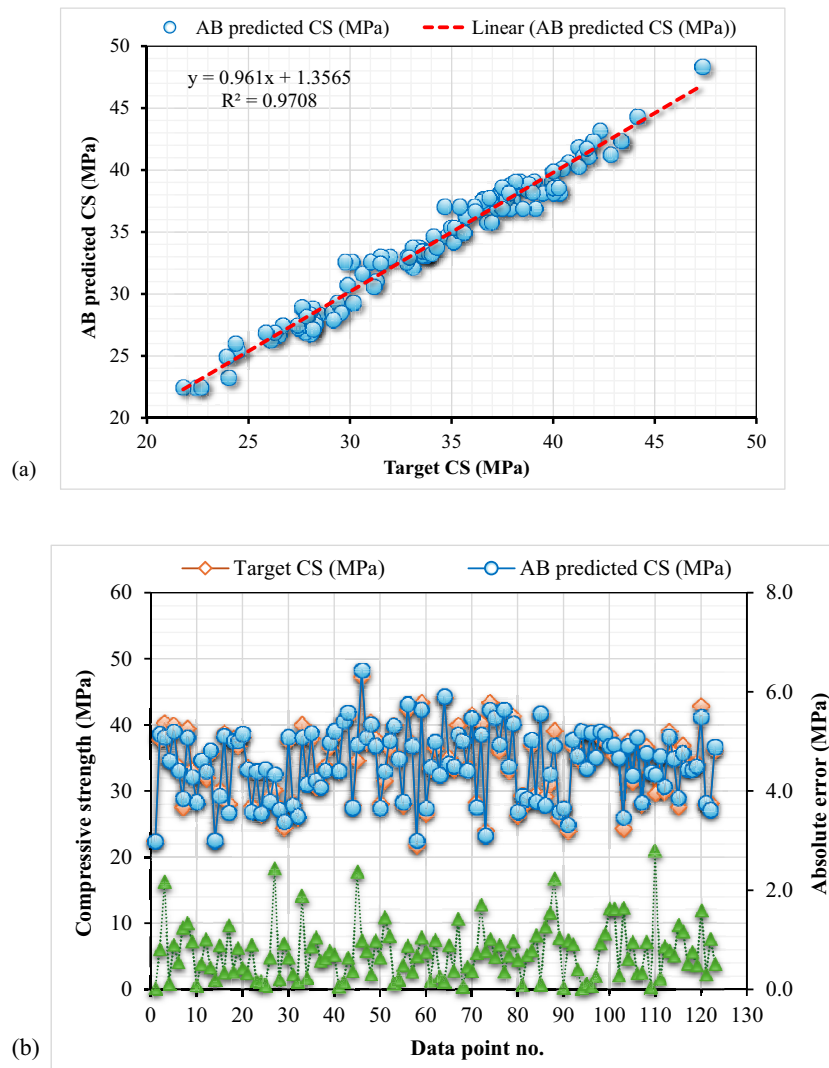 AB predicted CS (MPa) Linear (AB predicted CS (MPa))
y = 0.961x + 1.3565
R² = 0.9708
50
45
40
35
30
25
20
AB predicted CS (MPa)
20 25 30 35 40 45 50
Target CS (MPa)
(a)
Target CS (MPa) AB predicted CS (MPa)
60
50
40
30
20
10
0
Compressive strength (MPa)
8.0
6.0
4.0
2.0
0.0
Absolute error (MPa)
0 10 20 30 40 50 60 70 80 90 100 110 120 130
Data point no.
(b)